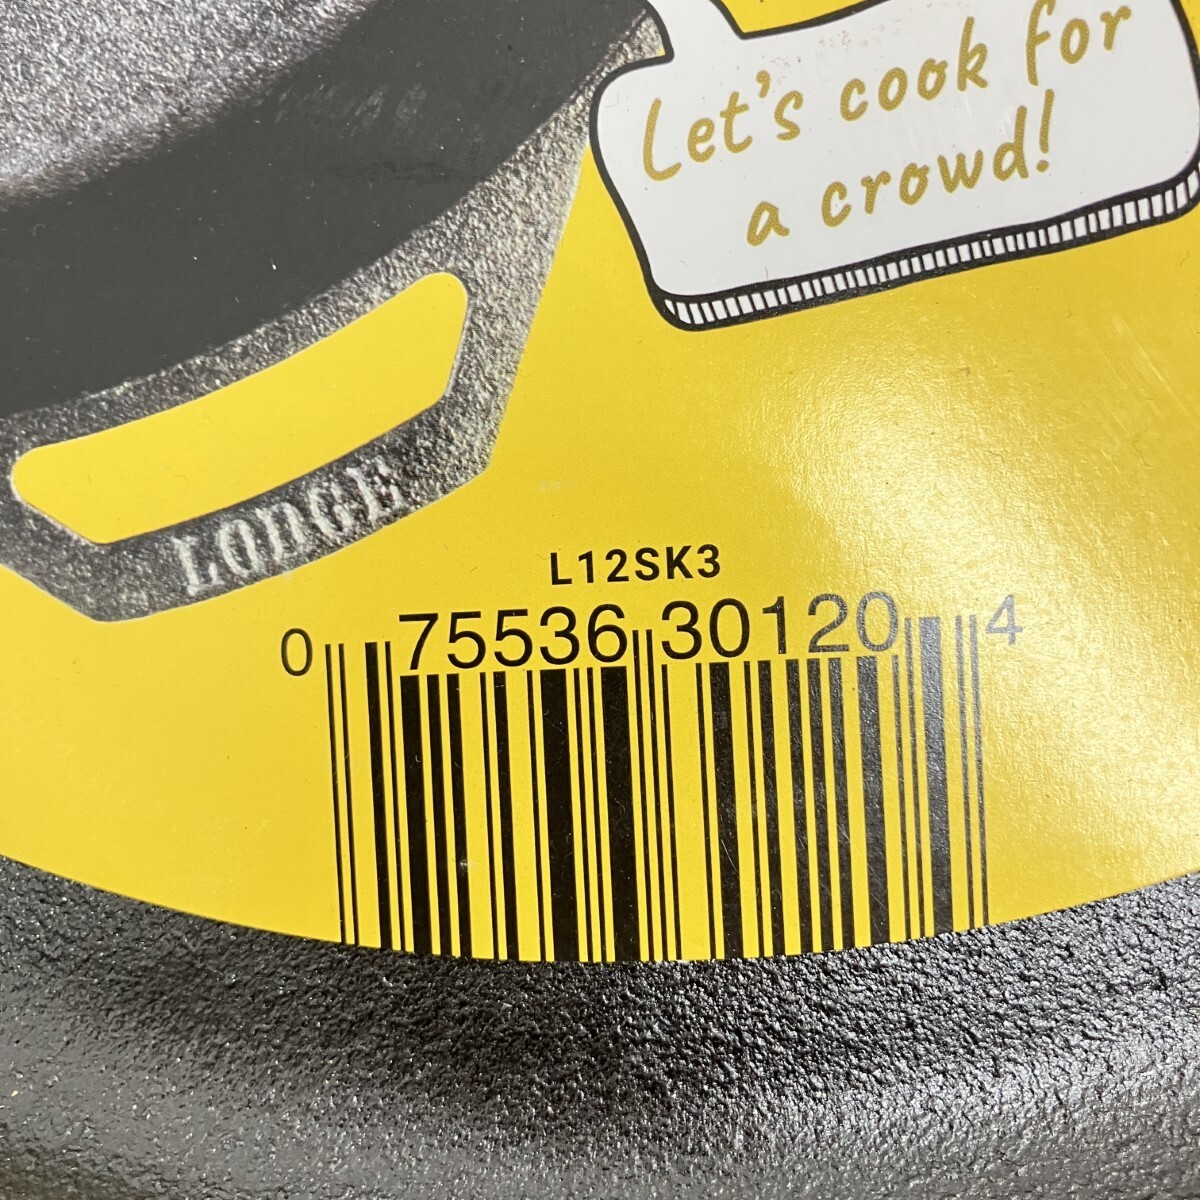 Let's cook for
a crowd!
LODGE
L12SK3
0 75536 30120 4